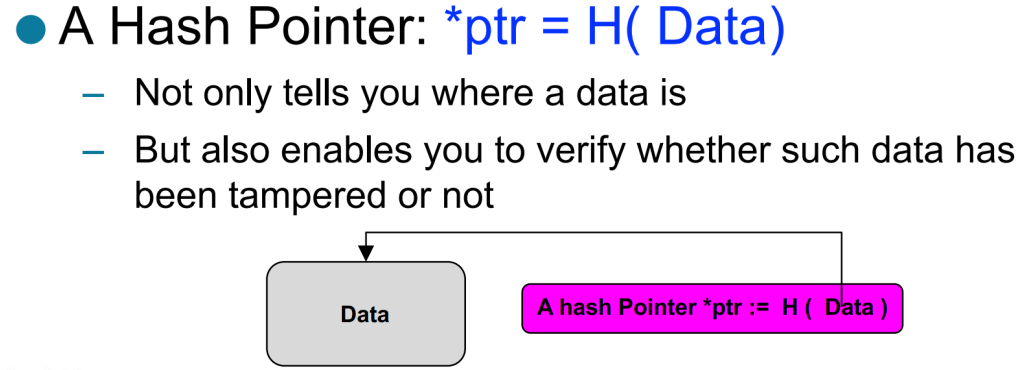 ● A Hash Pointer: *ptr = H( Data)
– Not only tells you where a data is
– But also enables you to verify whether such data has
been tampered or not
Data
A hash Pointer *ptr := H ( Data )